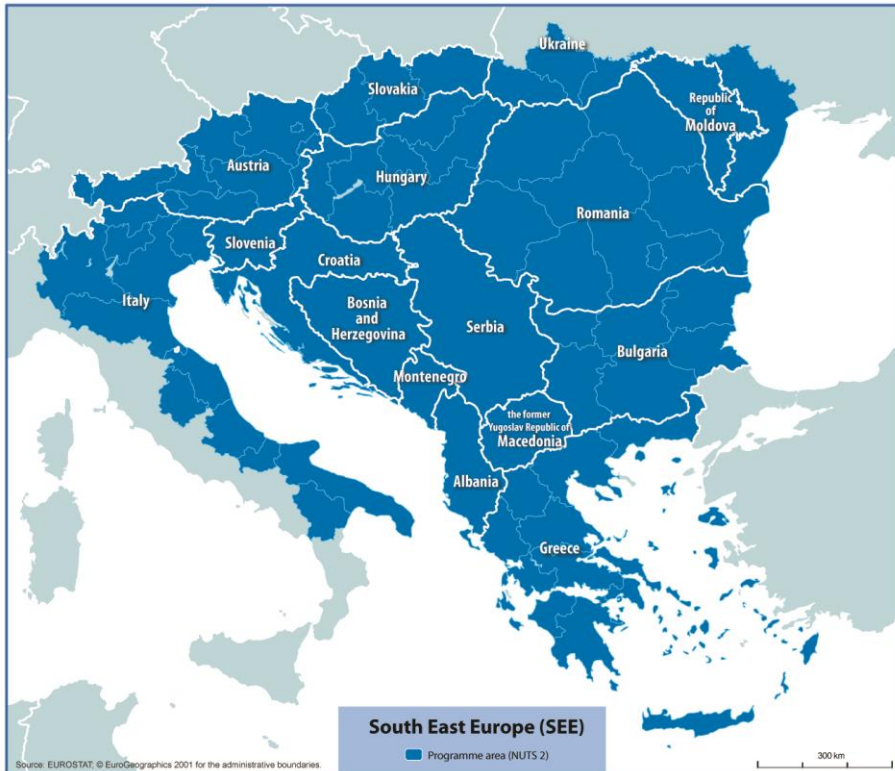 Ukraine
Slovakia
Republic
of
Moldova
Austria
Hungary
Romania
Slovenia
Croatia
Italy
Bosnia
and
Herzegovina
Serbia
Bulgaria
Montenegro
the former
Yugoslav Republic of
Macedonia
Albania
Greece
South East Europe (SEE)
Programme area (NUTS 2)
Source: EUROSTAT, © EuroGeographics 2001 for the administrative boundaries.
300 km